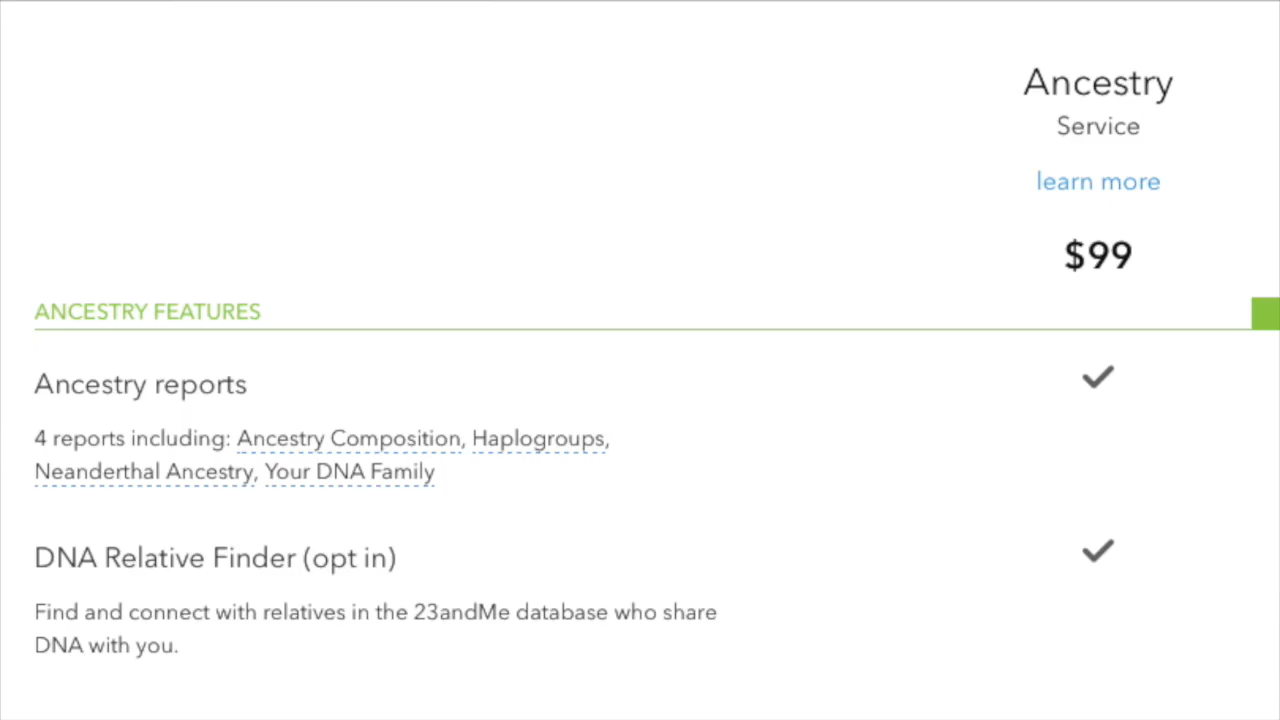 Ancestry
Service
learn more
$99
ANCESTRY FEATURES
Ancestry reports
4 reports including: Ancestry Composition, Haplogroups,
Neanderthal Ancestry, Your DNA Family
DNA Relative Finder (opt in)
Find and connect with relatives in the 23andMe database who share
DNA with you.